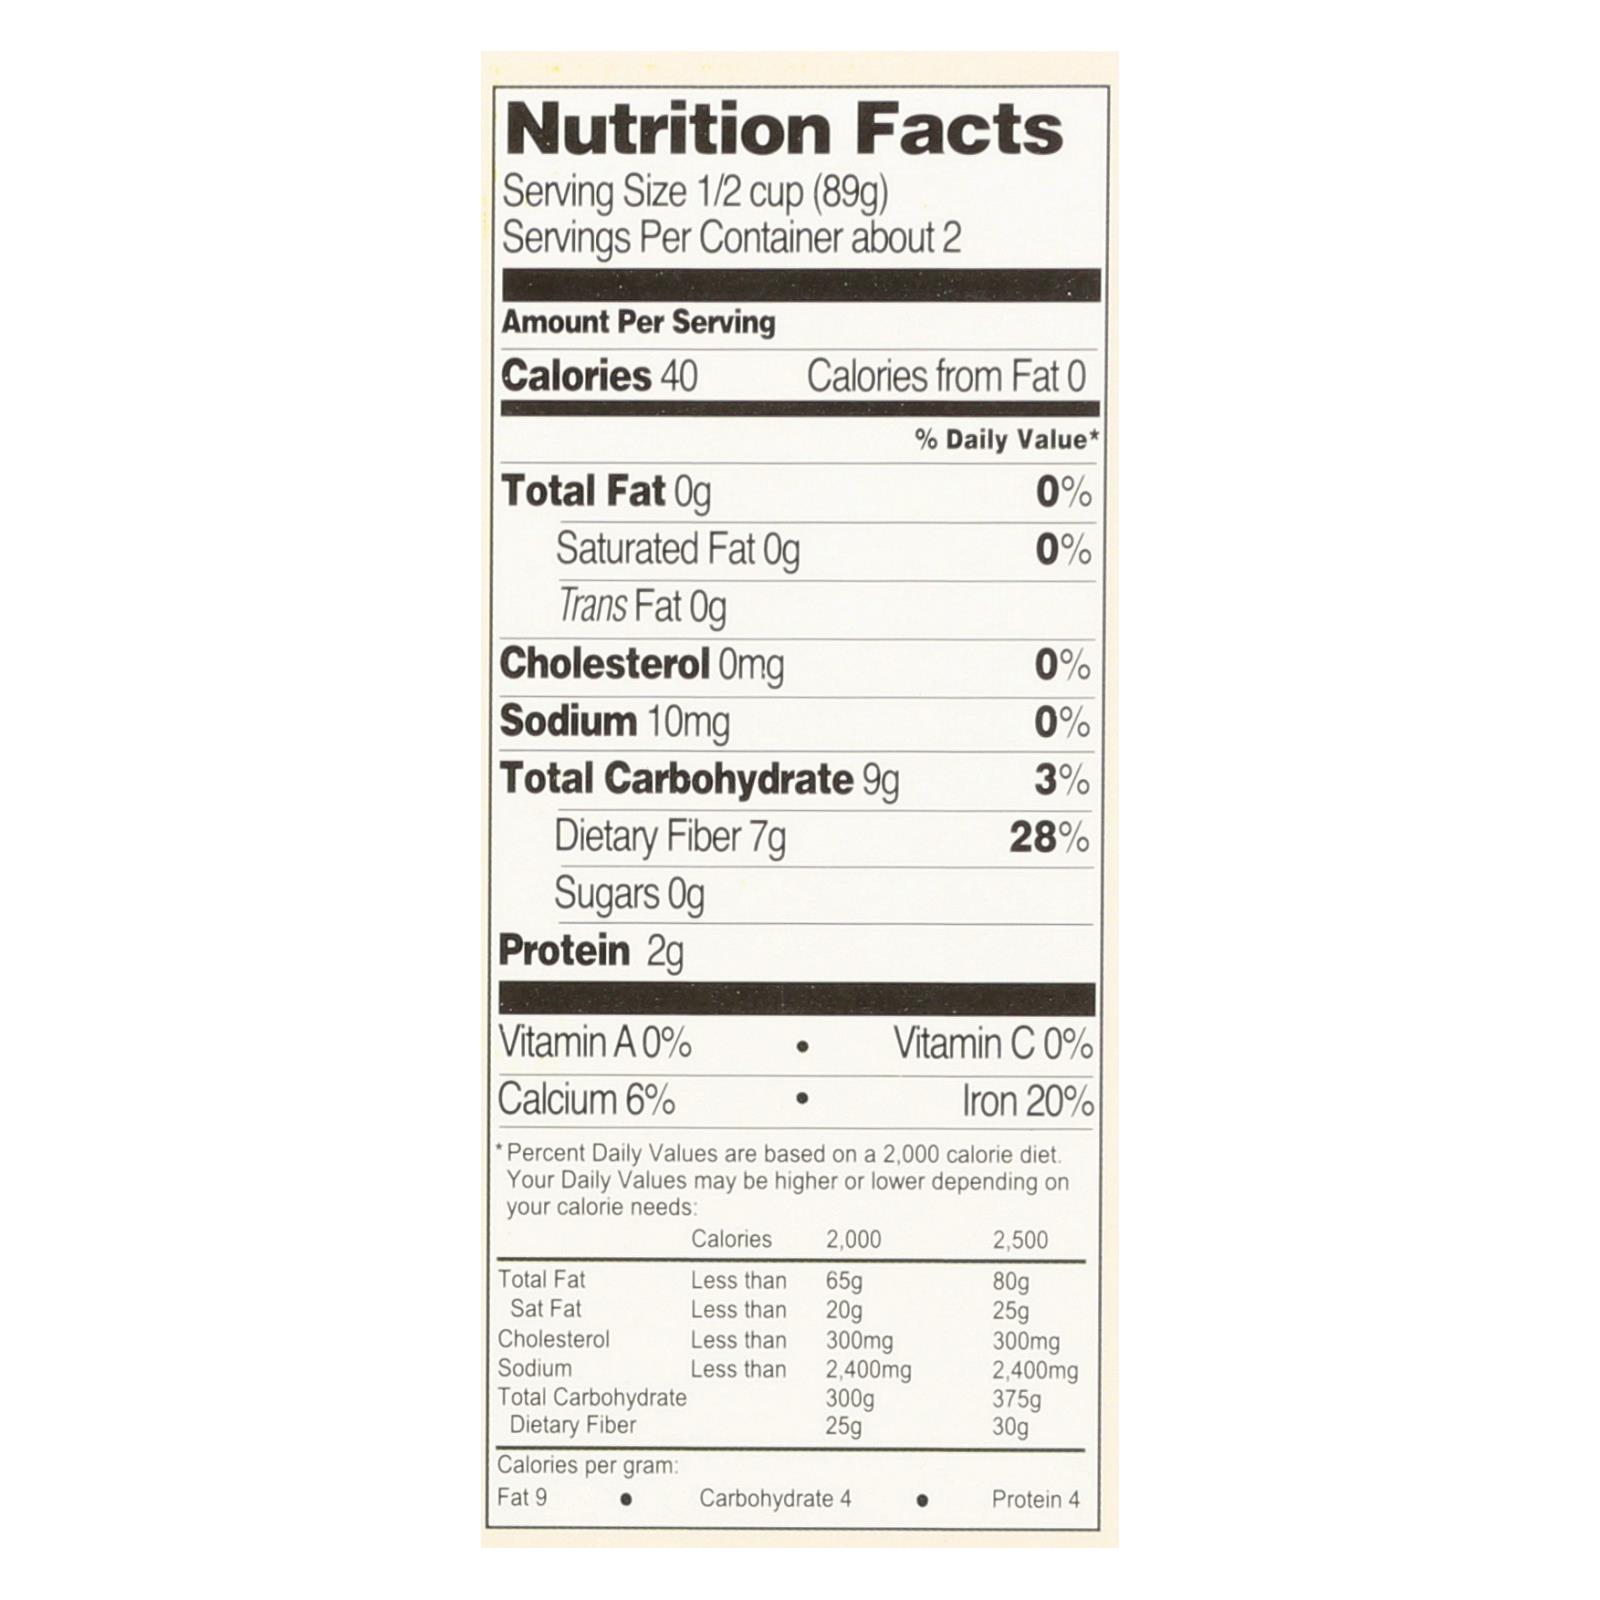 Nutrition Facts
Serving Size 1/2 cup (89g)
Servings Per Container about 2
Amount Per Serving
Calories 40 Calories from Fat 0
% Daily Value*
Total Fat 0g 0%
Saturated Fat 0g 0%
Trans Fat 0g
Cholesterol 0mg 0%
Sodium 10mg 0%
Total Carbohydrate 9g 3%
Dietary Fiber 7g 28%
Sugars 0g
Protein 2g
Vitamin A 0% • Vitamin C 0%
Calcium 6% • Iron 20%
*Percent Daily Values are based on a 2,000 calorie diet.
Your Daily Values may be higher or lower depending on
your calorie needs:
Calories 2,000 2,500
Total Fat Less than 65g 80g
Sat Fat Less than 20g 25g
Cholesterol Less than 300mg 300mg
Sodium Less than 2,400mg 2,400mg
Total Carbohydrate 300g 375g
Dietary Fiber 25g 30g
Calories per gram:
Fat 9 • Carbohydrate 4 • Protein 4